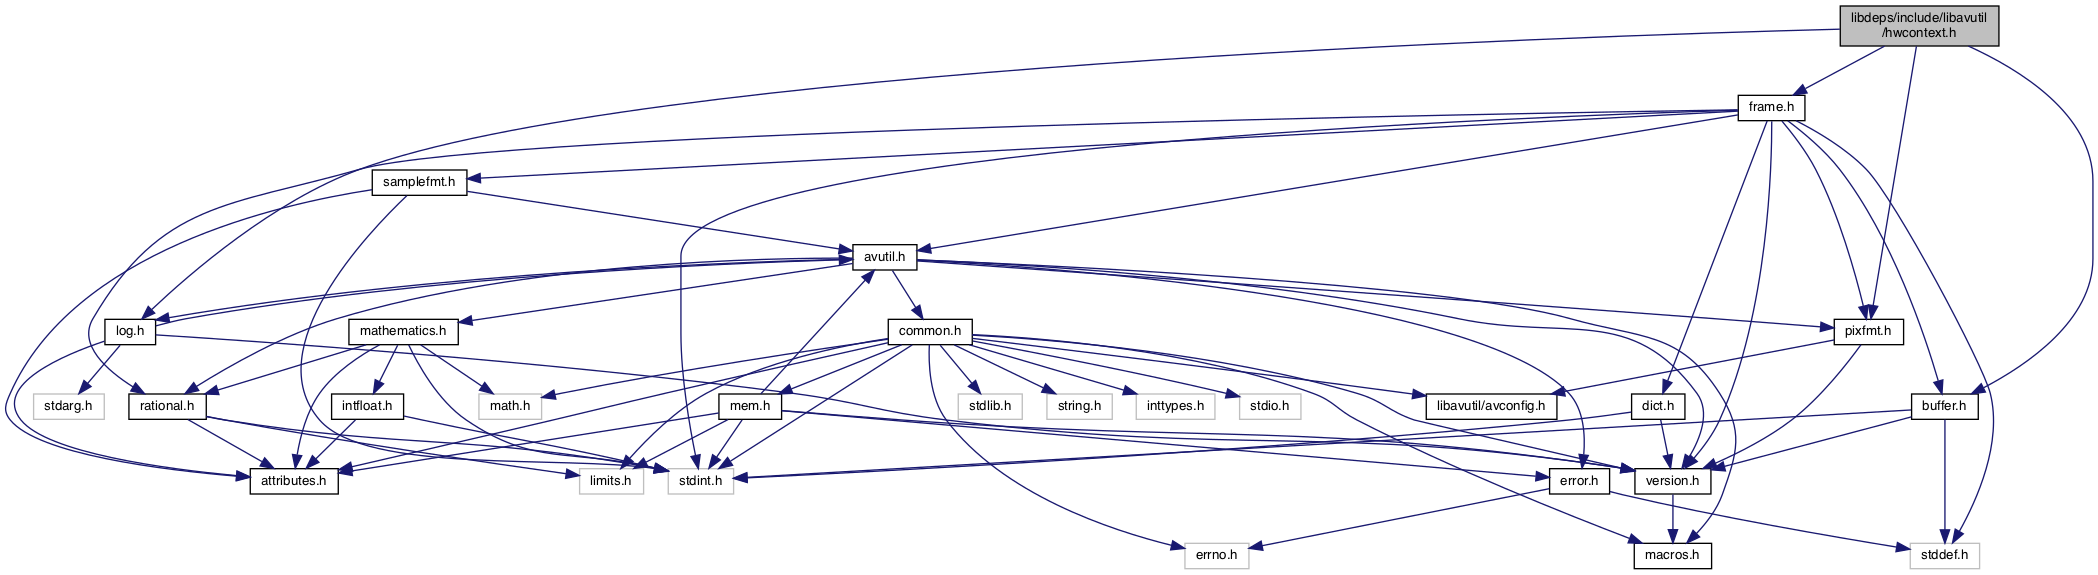 libdeps/include/libavutil
/hwcontext.h
frame.h
samplefmt.h
avutil.h
log.h
mathematics.h
common.h
pixfmt.h
stdarg.h
rational.h
intfloat.h
math.h
mem.h
stdlib.h
string.h
inttypes.h
stdio.h
libavutil/avconfig.h
dict.h
buffer.h
attributes.h
limits.h
stdint.h
error.h
version.h
errno.h
macros.h
stddef.h